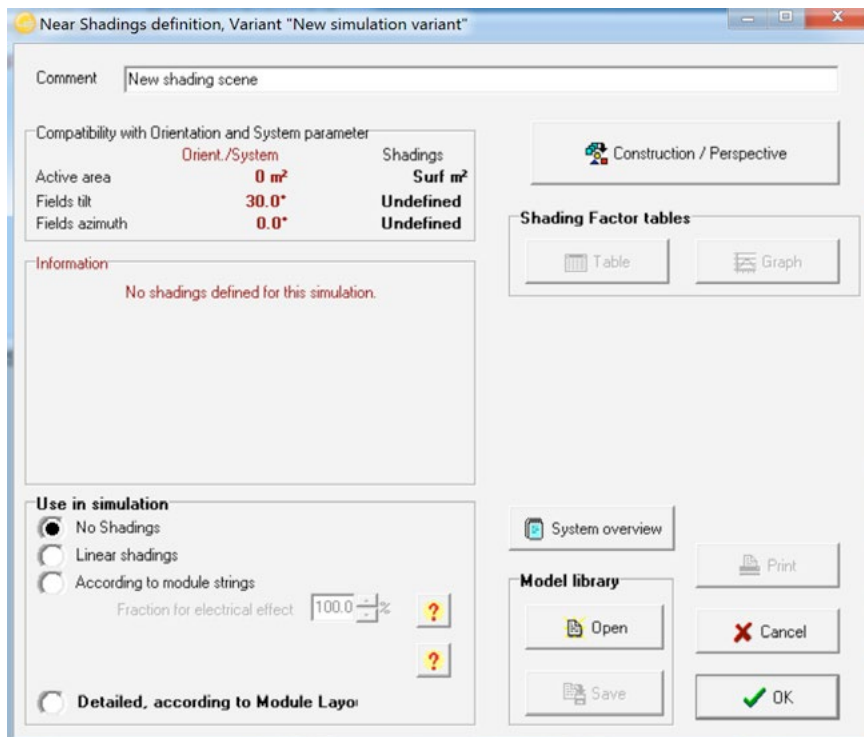 Near Shadings definition, Variant "New simulation variant"
Comment New shading scene
Compatibility with Orientation and System parameter
Orient./System Shadings
Active area 0 m² Surf m²
Fields tilt 30.0° Undefined
Fields azimuth 0.0° Undefined
Information
No shadings defined for this simulation.
Use in simulation
No Shadings
Linear shadings
According to module strings
Fraction for electrical effect 100.0 % ?
?
Detailed, according to Module Layo
Construction / Perspective
Shading Factor tables
Table Graph
System overview
Model library
Open
Save
Print
X Cancel
OK